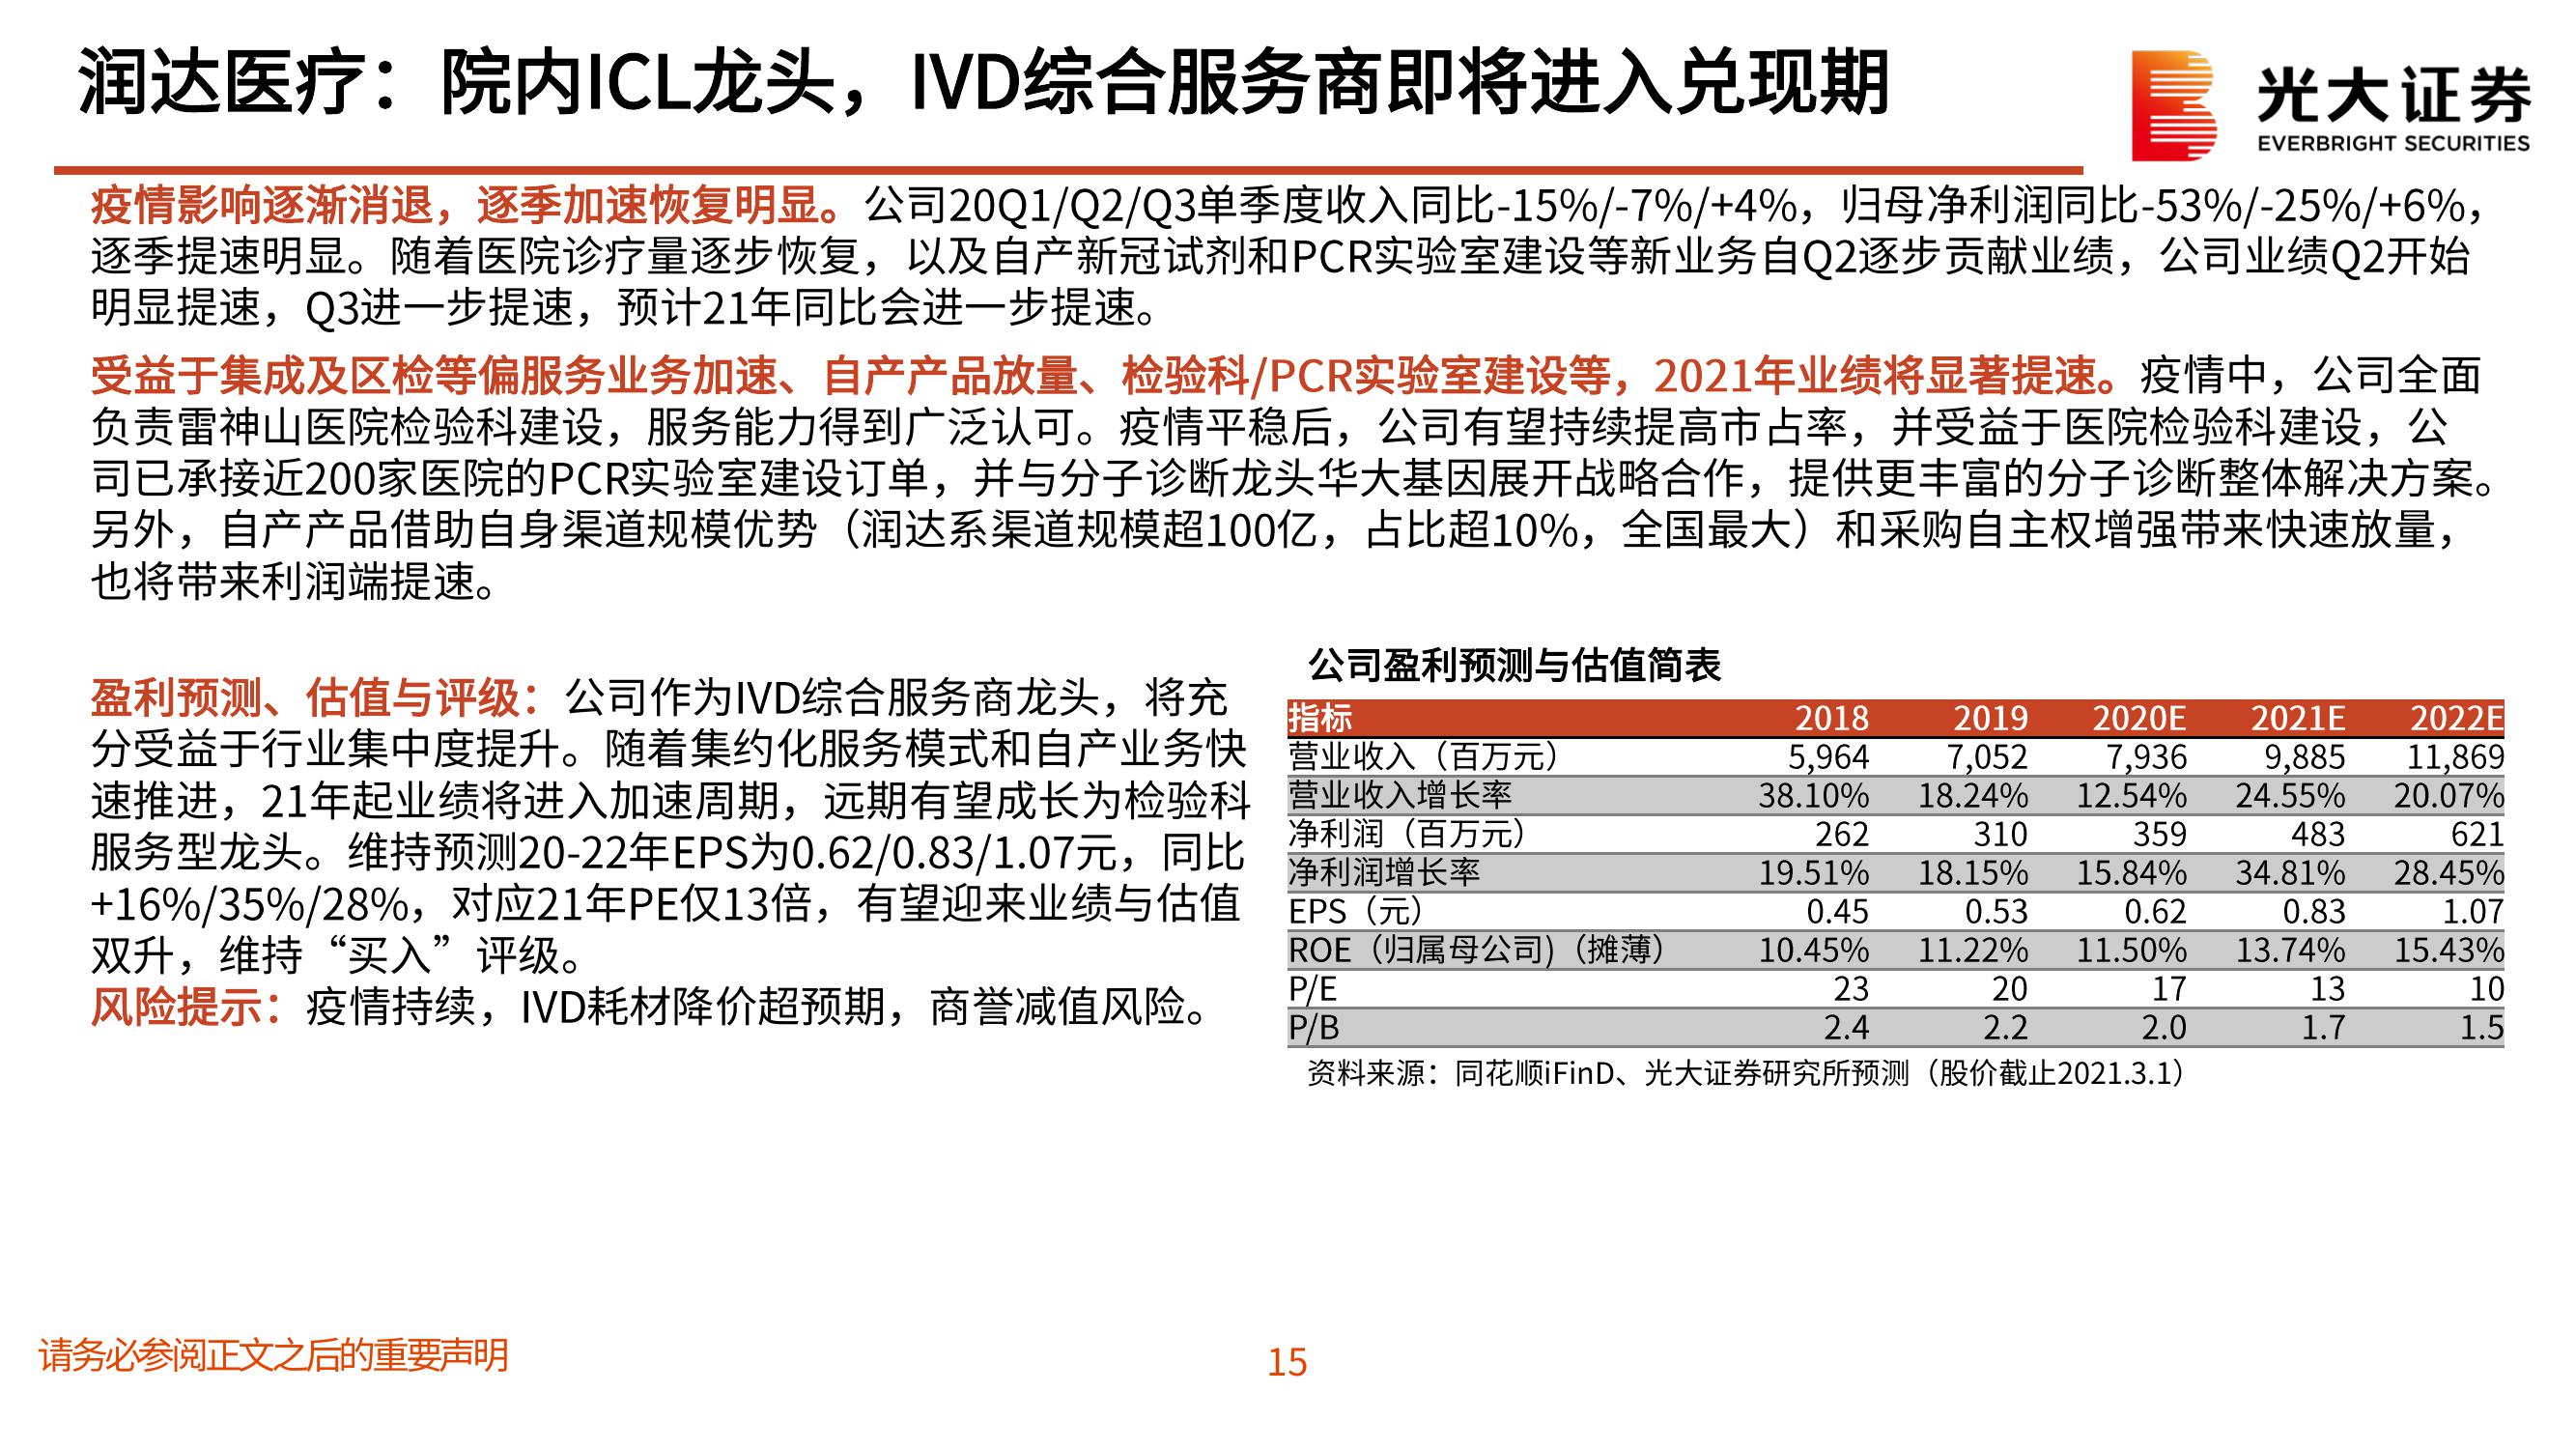 润达医疗：院内ICL龙头，IVD综合服务商即将进入兑现期
光大证券
EVERBRIGHT SECURITIES
疫情影响逐渐消退，逐季加速恢复明显。公司20Q1/Q2/Q3单季度收入同比-15%/-7%/+4%，归母净利润同比-53%/-25%/+6%，
逐季提速明显。随着医院诊疗量逐步恢复，以及自产新冠试剂和PCR实验室建设等新业务自Q2逐步贡献业绩，公司业绩Q2开始
明显提速，Q3进一步提速，预计21年同比会进一步提速。
受益于集成及区检等偏服务业务加速、自产产品放量、检验科/PCR实验室建设等，2021年业绩将显著提速。疫情中，公司全面
负责雷神山医院检验科建设，服务能力得到广泛认可。疫情平稳后，公司有望持续提高市占率，并受益于医院检验科建设，公
司已承接近200家医院的PCR实验室建设订单，并与分子诊断龙头华大基因展开战略合作，提供更丰富的分子诊断整体解决方案。
另外，自产产品借助自身渠道规模优势（润达系渠道规模超100亿，占比超10%，全国最大）和采购自主权增强带来快速放量，
也将带来利润端提速。
盈利预测、估值与评级：公司作为IVD综合服务商龙头，将充
分受益于行业集中度提升。随着集约化服务模式和自产业务快
速推进，21年起业绩将进入加速周期，远期有望成长为检验科
服务型龙头。维持预测20-22年EPS为0.62/0.83/1.07元，同比
+16%/35%/28%，对应21年PE仅13倍，有望迎来业绩与估值
双升，维持“买入”评级。
风险提示：疫情持续，IVD耗材降价超预期，商誉减值风险。
公司盈利预测与估值简表
指标 2018 2019 2020E 2021E 2022E
营业收入（百万元） 5,964 7,052 7,936 9,885 11,869
营业收入增长率 38.10% 18.24% 12.54% 24.55% 20.07%
净利润（百万元） 262 310 359 483 621
净利润增长率 19.51% 18.15% 15.84% 34.81% 28.45%
EPS（元） 0.45 0.53 0.62 0.83 1.07
ROE（归属母公司)（摊薄） 10.45% 11.22% 11.50% 13.74% 15.43%
P/E 23 20 17 13 10
P/B 2.4 2.2 2.0 1.7 1.5
资料来源：同花顺iFinD、光大证券研究所预测（股价截止2021.3.1）
请务必参阅正文之后的重要声明
15